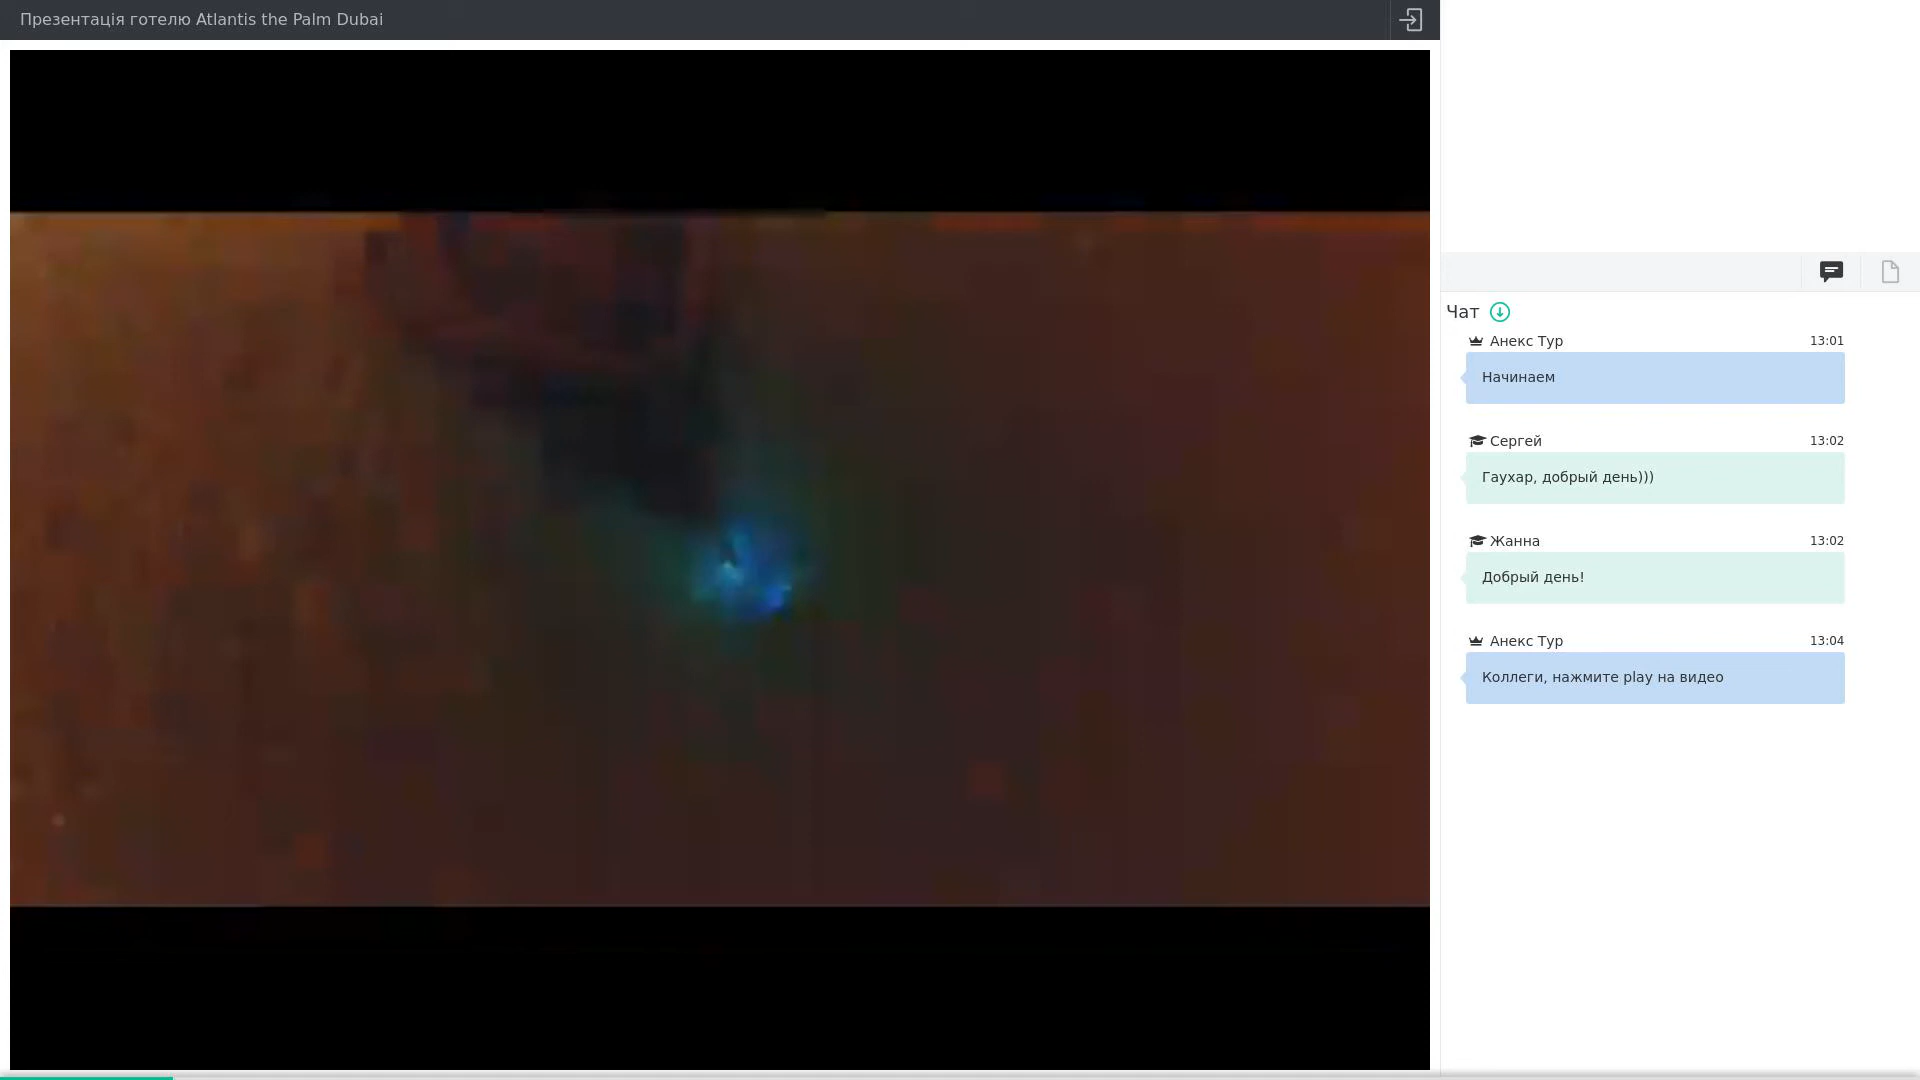 Презентація готелю Atlantis the Palm Dubai
Чат
Анекс Тур 13:01
Начинаем
Сергей 13:02
Гаухар, добрый день)))
Жанна 13:02
Добрый день!
Анекс Тур 13:04
Коллеги, нажмите play на видео